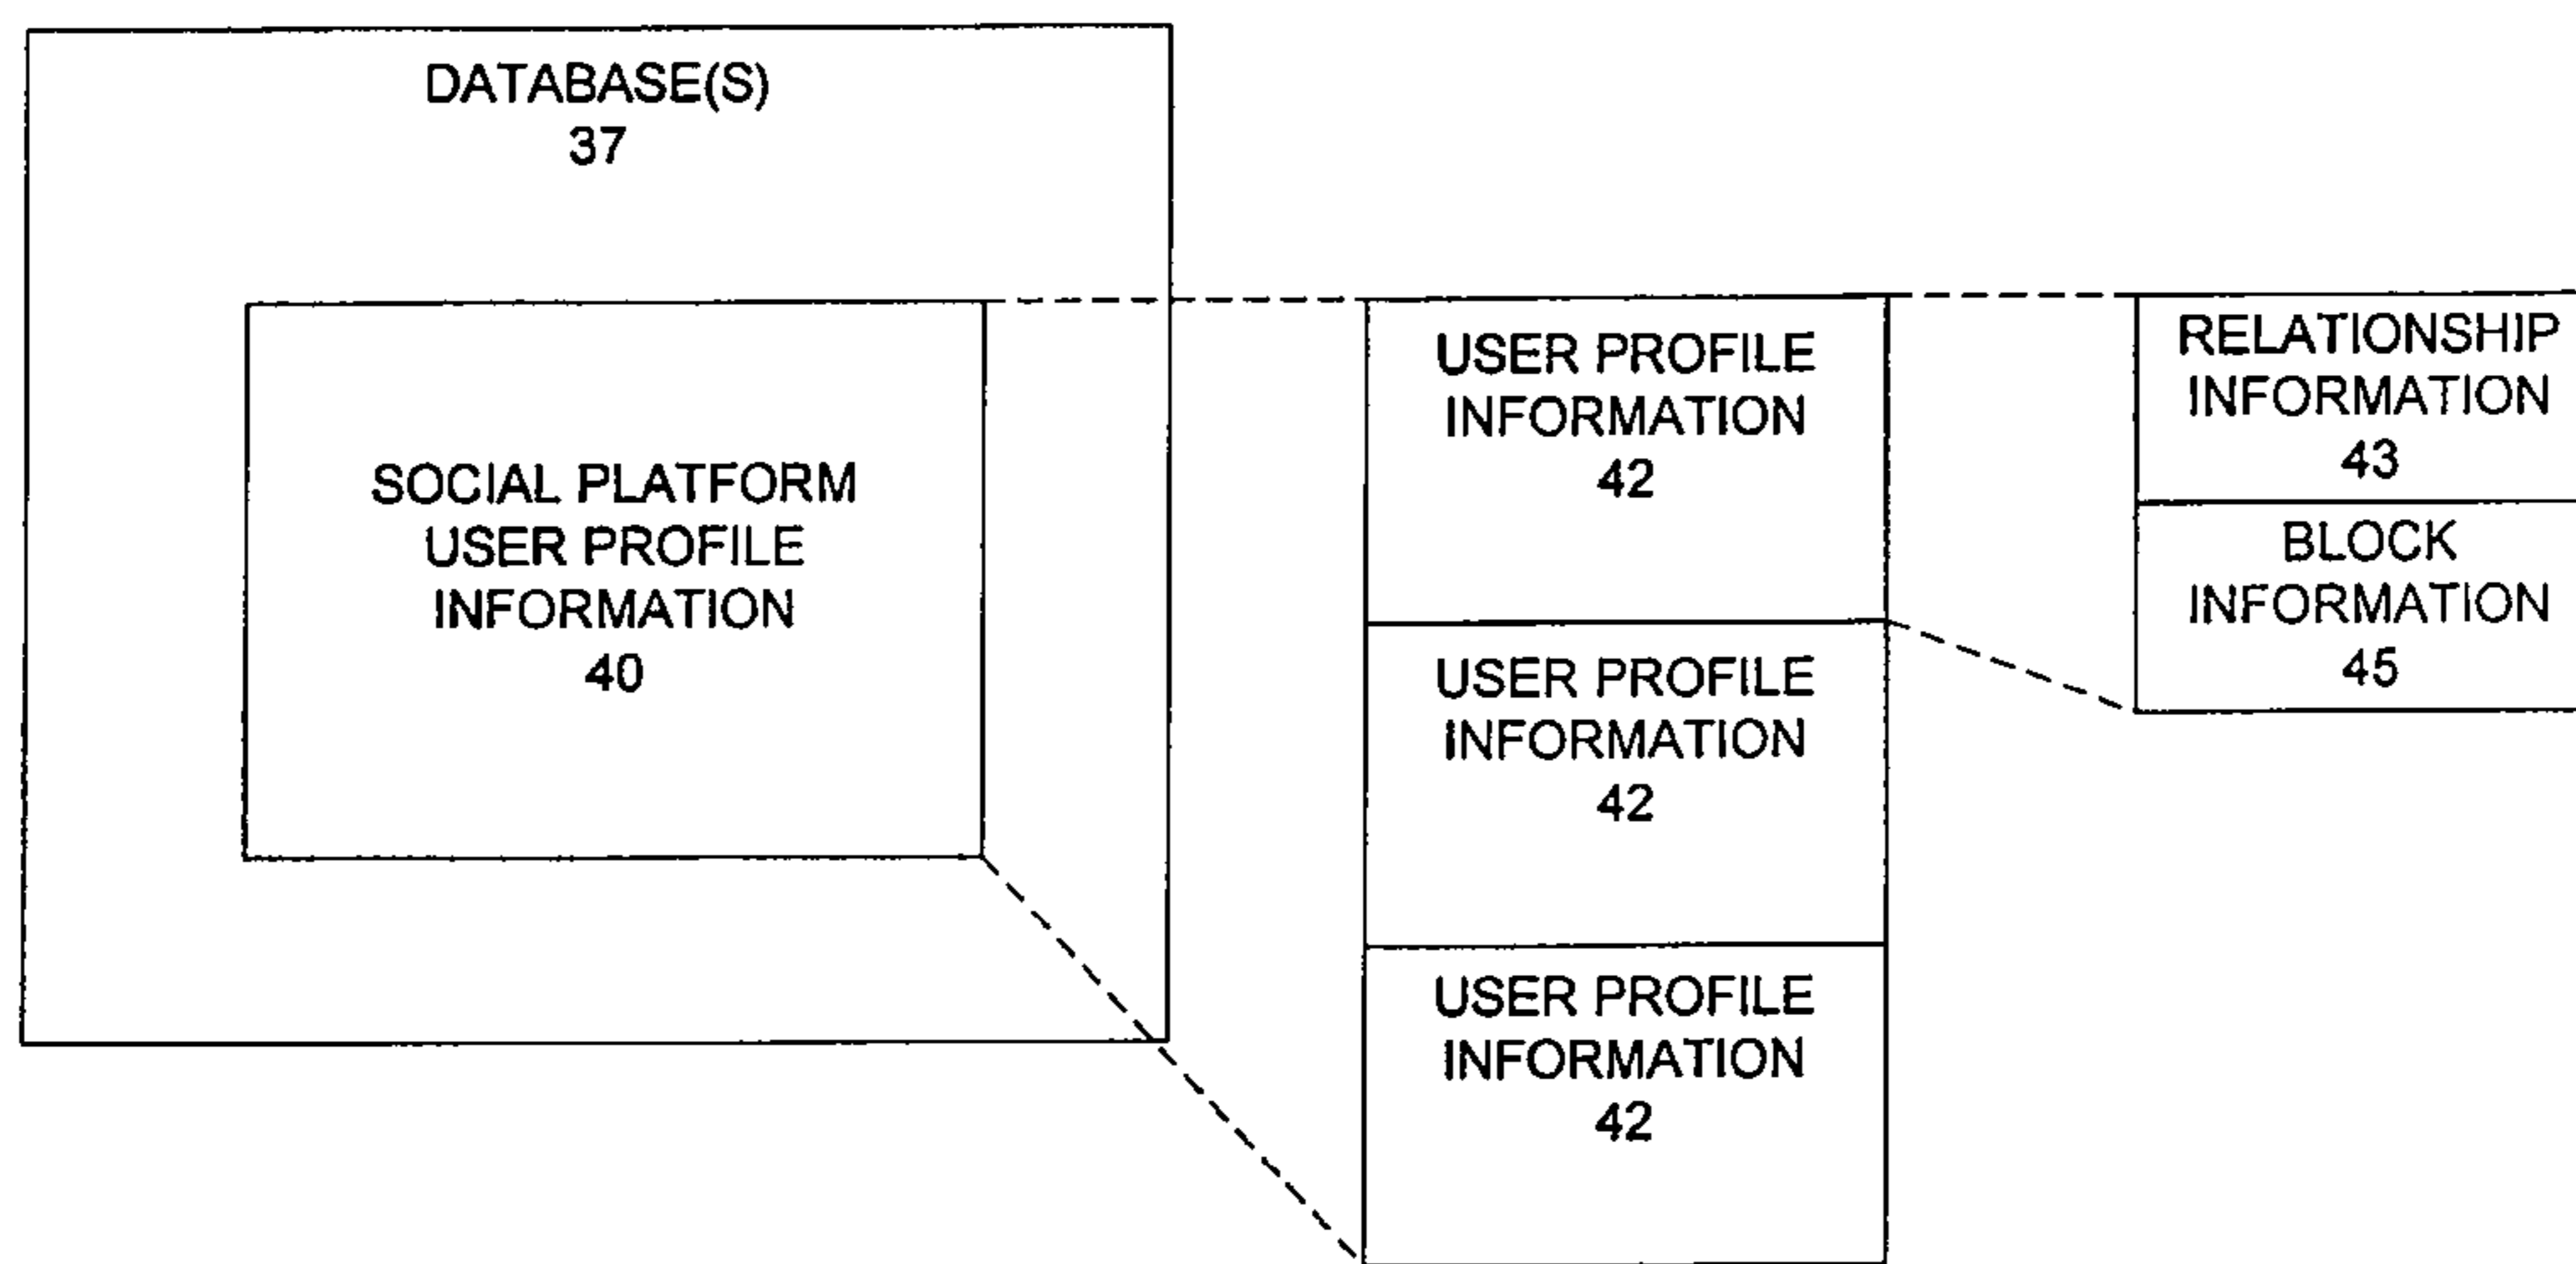 DATABASE(S)
37
SOCIAL PLATFORM
USER PROFILE
INFORMATION
40
USER PROFILE
INFORMATION
42
USER PROFILE
INFORMATION
42
USER PROFILE
INFORMATION
42
RELATIONSHIP
INFORMATION
43
BLOCK
INFORMATION
45